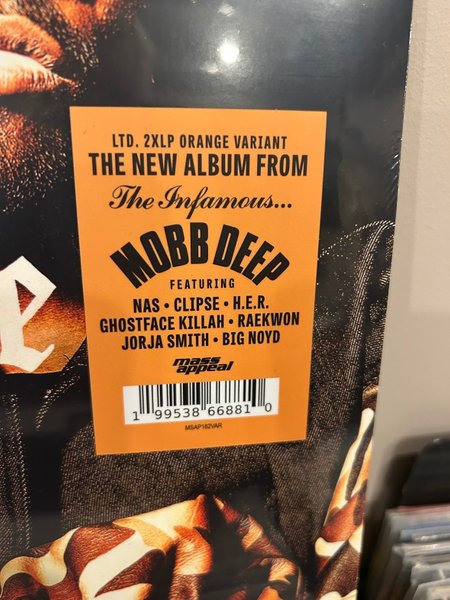 LTD. 2XLP ORANGE VARIANT
THE NEW ALBUM FROM
The Infamous...
MOBB DEEP
FEATURING
NAS • CLIPSE • H.E.R.
GHOSTFACE KILLAH • RAEKWON
JORJA SMITH • BIG NOYD
mass
appeal
1 99538 66881 0
MSAP162VAR
e